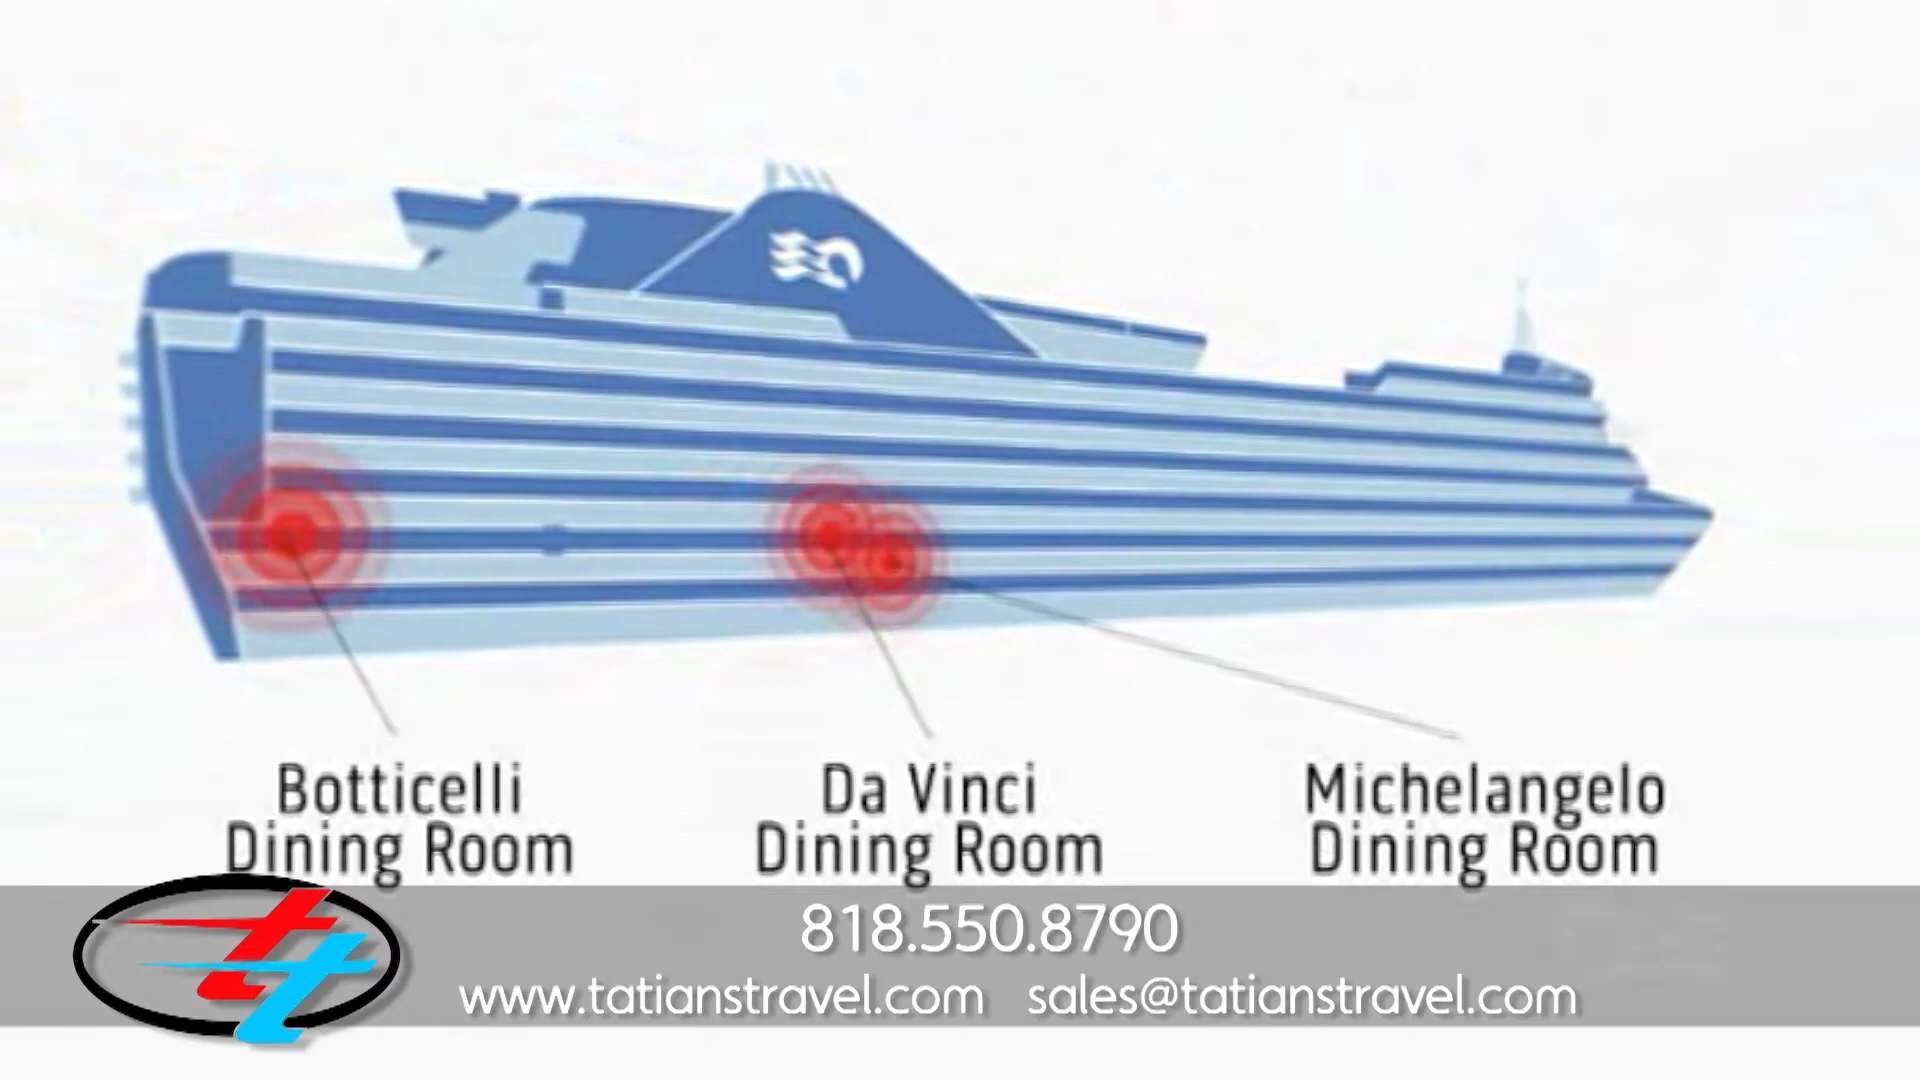 Botticelli
Dining Room
Da Vinci
Dining Room
Michelangelo
Dining Room
tt
818.550.8790
www.tatianstravel.com sales@tatianstravel.com